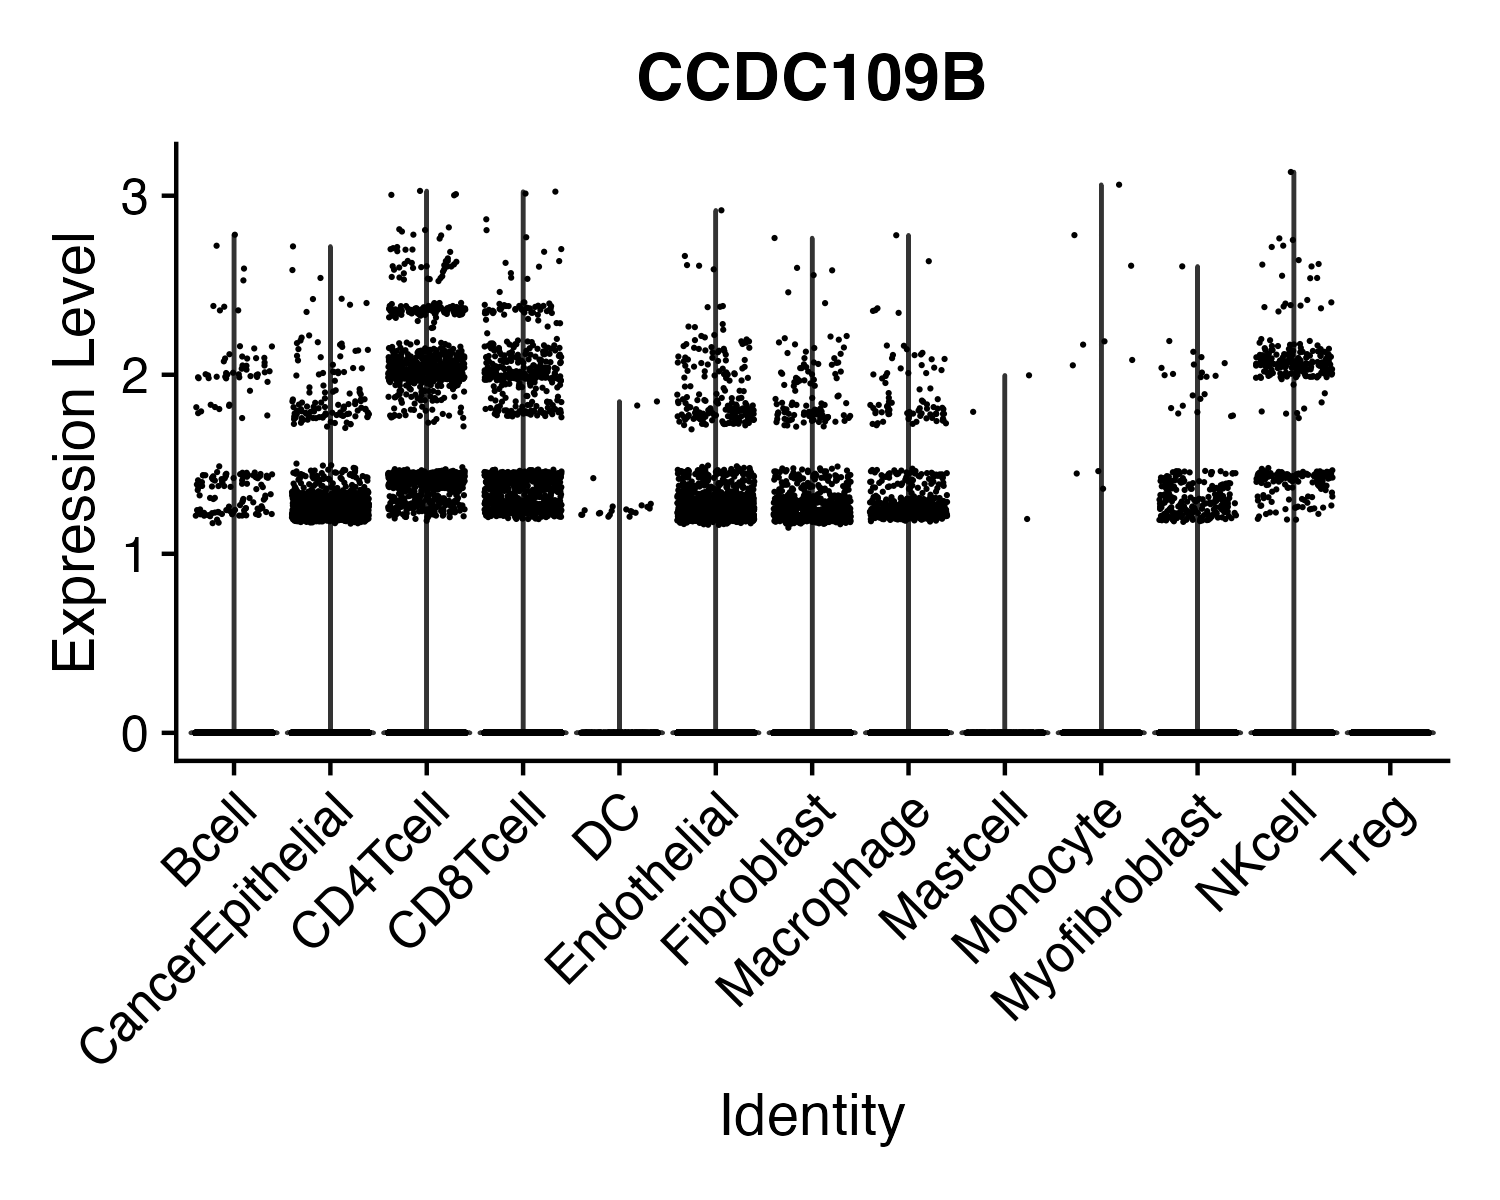 CCDC109B
Expression Level
3
2
1
0
Bcell
CancerEpithelial
CD4Tcell
CD8Tcell
DC
Endothelial
Fibroblast
Macrophage
Mastcell
Monocyte
Myofibroblast
NKcell
Treg
Identity